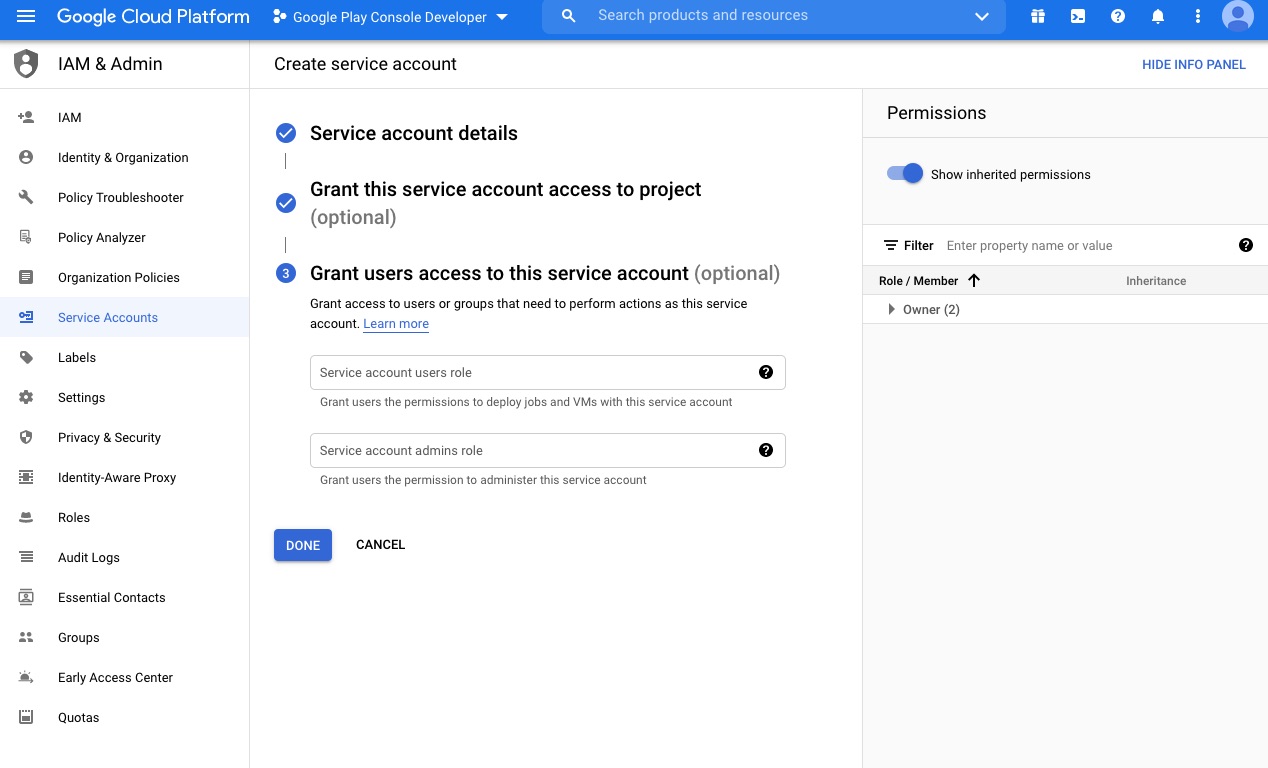 Google Cloud Platform
Google Play Console Developer
Search products and resources
IAM & Admin
Create service account
HIDE INFO PANEL
IAM
Identity & Organization
Policy Troubleshooter
Policy Analyzer
Organization Policies
Service Accounts
Labels
Settings
Privacy & Security
Identity-Aware Proxy
Roles
Audit Logs
Essential Contacts
Groups
Early Access Center
Quotas
Service account details
Grant this service account access to project
(optional)
3
Grant users access to this service account (optional)
Grant access to users or groups that need to perform actions as this service
account. Learn more
Service account users role
Grant users the permissions to deploy jobs and VMs with this service account
Service account admins role
Grant users the permission to administer this service account
DONE
CANCEL
Permissions
Show inherited permissions
Filter
Enter property name or value
Role / Member
Inheritance
Owner (2)